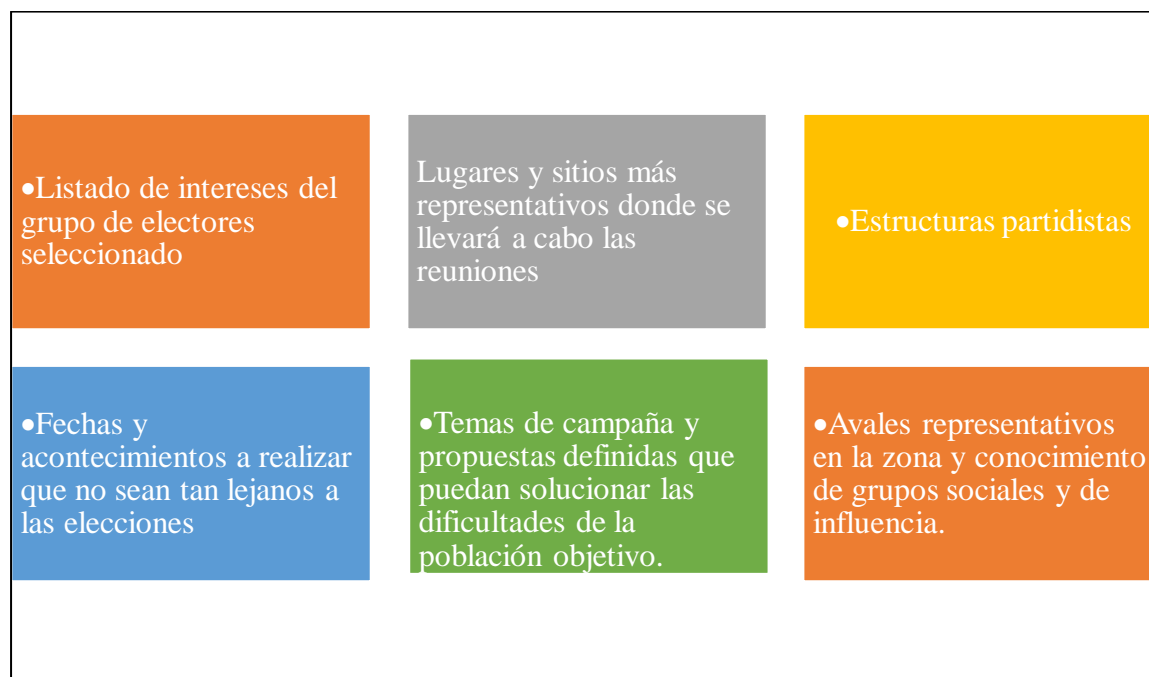 •Listado de intereses del
grupo de electores
seleccionado
Lugares y sitios más
representativos donde se
llevará a cabo las
reuniones
•Estructuras partidistas
•Fechas y
acontecimientos a realizar
que no sean tan lejanos a
las elecciones
•Temas de campaña y
propuestas definidas que
puedan solucionar las
dificultades de la
población objetivo.
•Avales representativos
en la zona y conocimiento
de grupos sociales y de
influencia.